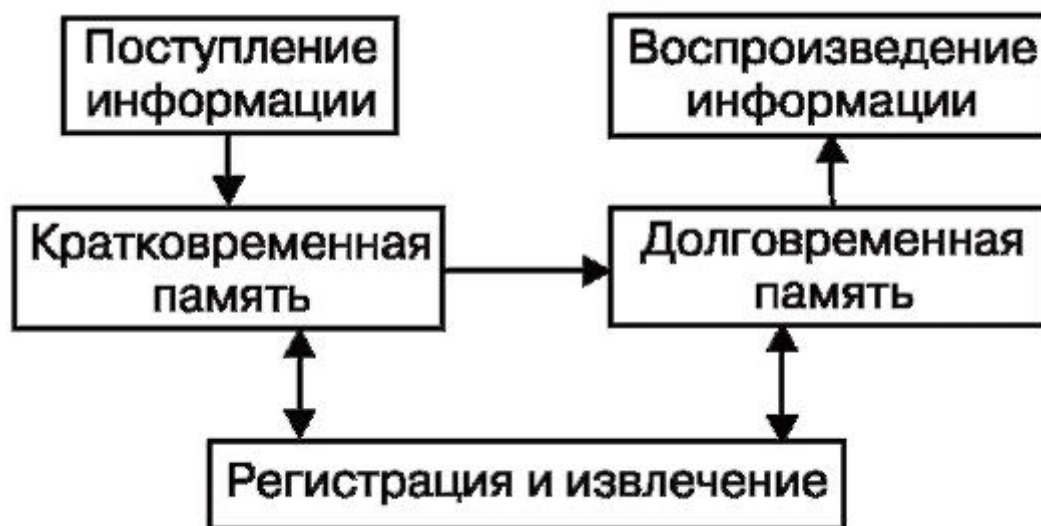 Поступление
информации
Воспроизведение
информации
Кратковременная
память
Долговременная
память
Регистрация и извлечение